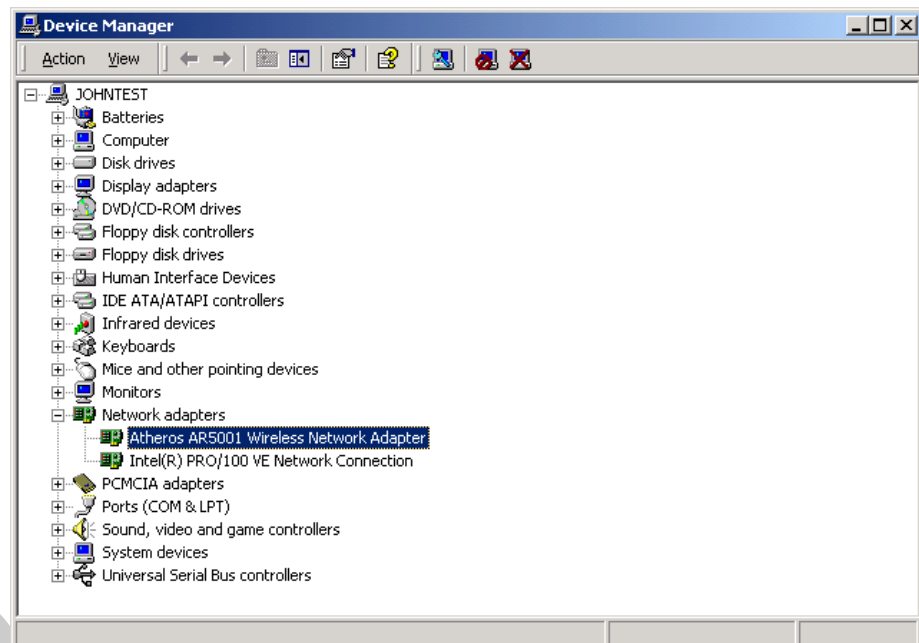 Device Manager
Action View
JOHNTEST
Batteries
Computer
Disk drives
Display adapters
DVD/CD-ROM drives
Floppy disk controllers
Floppy disk drives
Human Interface Devices
IDE ATA/ATAPI controllers
Infrared devices
Keyboards
Mice and other pointing devices
Monitors
Network adapters
Atheros AR5001 Wireless Network Adapter
Intel(R) PRO/100 VE Network Connection
PCMCIA adapters
Ports (COM & LPT)
Sound, video and game controllers
System devices
Universal Serial Bus controllers